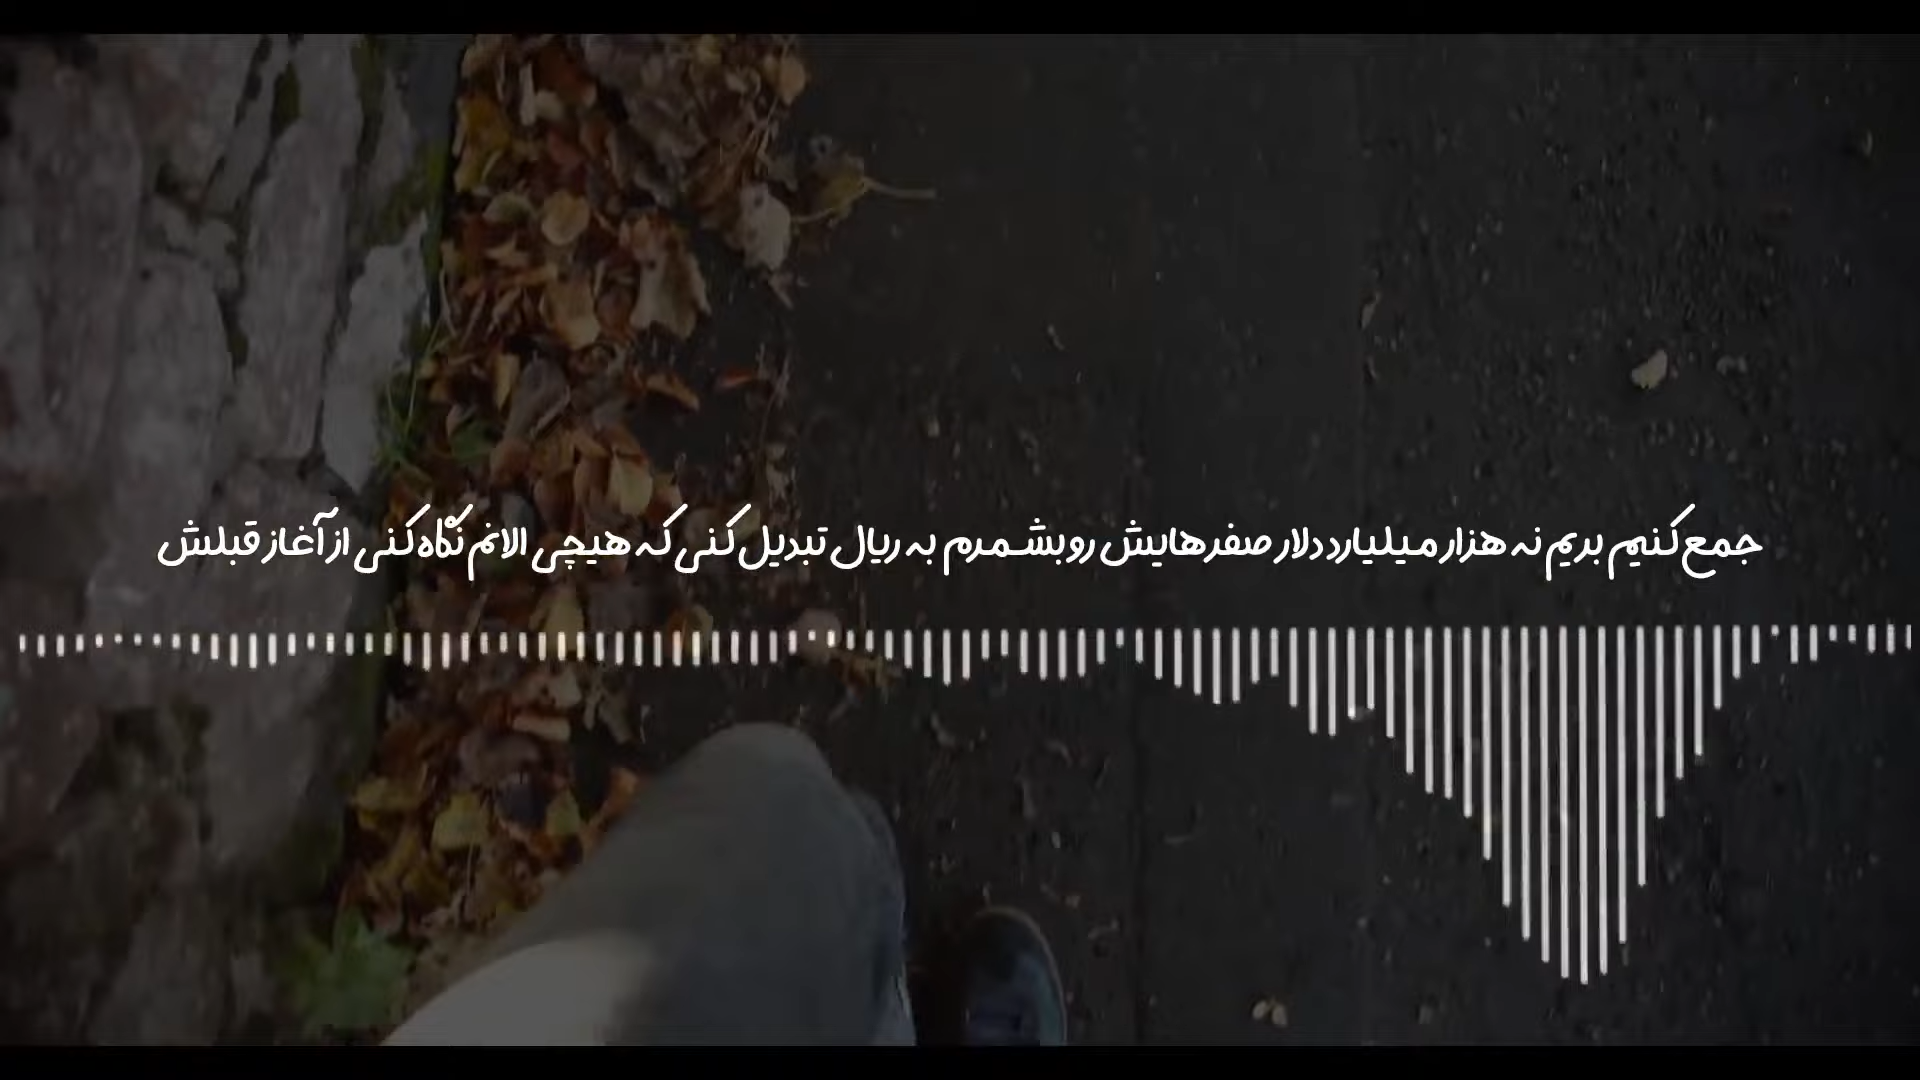 جمع کنیم بریم نه هزار میلیارد دلار صفرهایش رو بشمرم به ریال تبدیل کنی که هیچی الانم نگاه کنی از آغاز قبلش